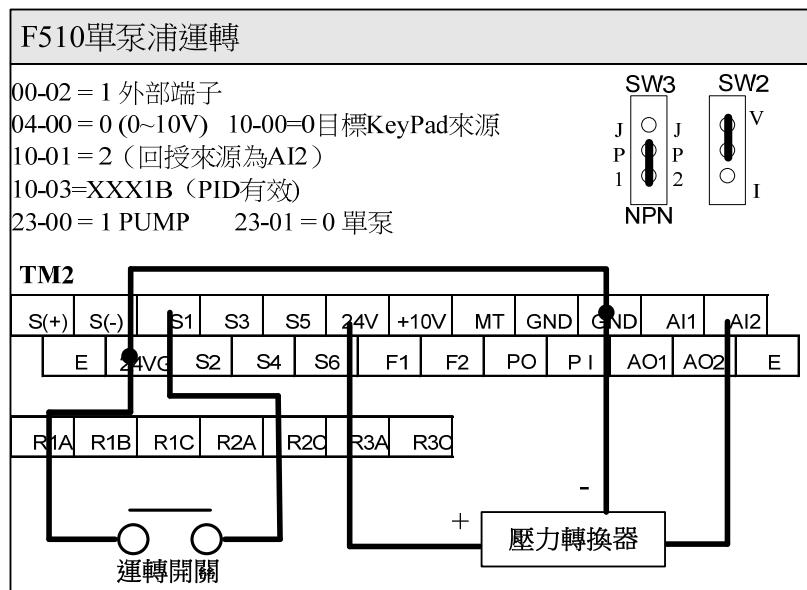 F510單泵浦運轉
00-02 = 1 外部端子
04-00 = 0 (0~10V) 10-00=0目標KeyPad來源
10-01 = 2（回授來源為AI2）
10-03=XXX1B（PID有效)
23-00 = 1 PUMP 23-01 = 0 單泵
SW3 SW2
J J V
P P
1 2 I
NPN
TM2
S(+) S(-) S1 S3 S5 24V +10V MT GND GND AI1 AI2
E 24VG S2 S4 S6 F1 F2 PO PI AO1 AO2 E
R1A R1B R1C R2A R2C R3A R3C
-
+ 壓力轉換器
運轉開關